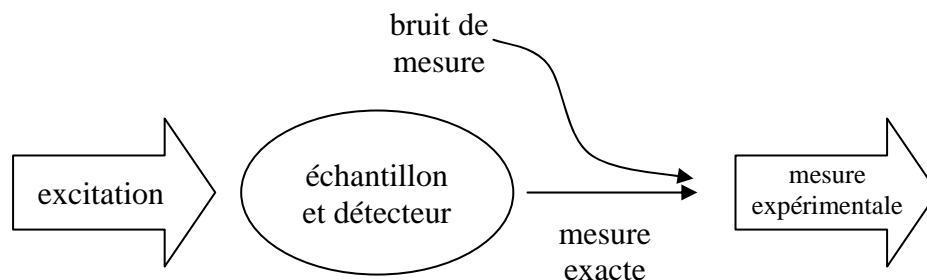 bruit de
mesure
excitation
échantillon
et détecteur
mesure
exacte
mesure
expérimentale